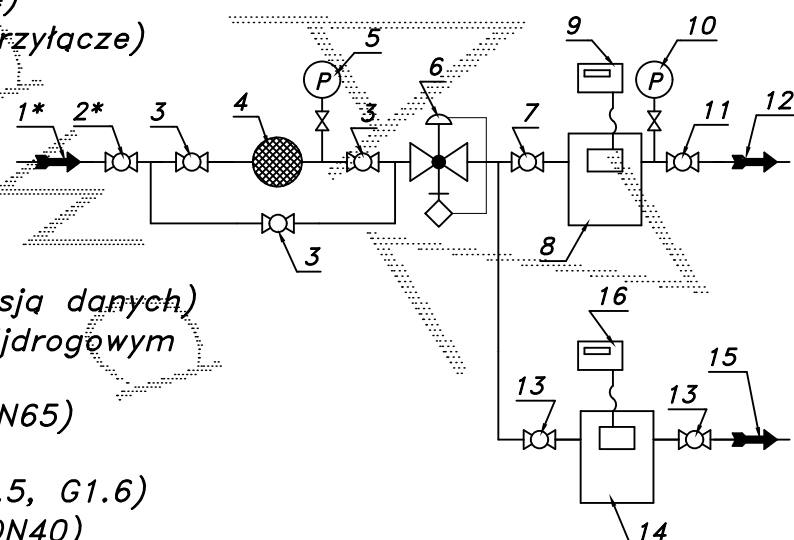 rzyłącze)
5
9
10
6
1*
2*
3
4
3
7
11
12
P
P
3
8
sją danych)
jdrogowym
16
15
13
13
N65)
.5, G1.6)
14
DN40)